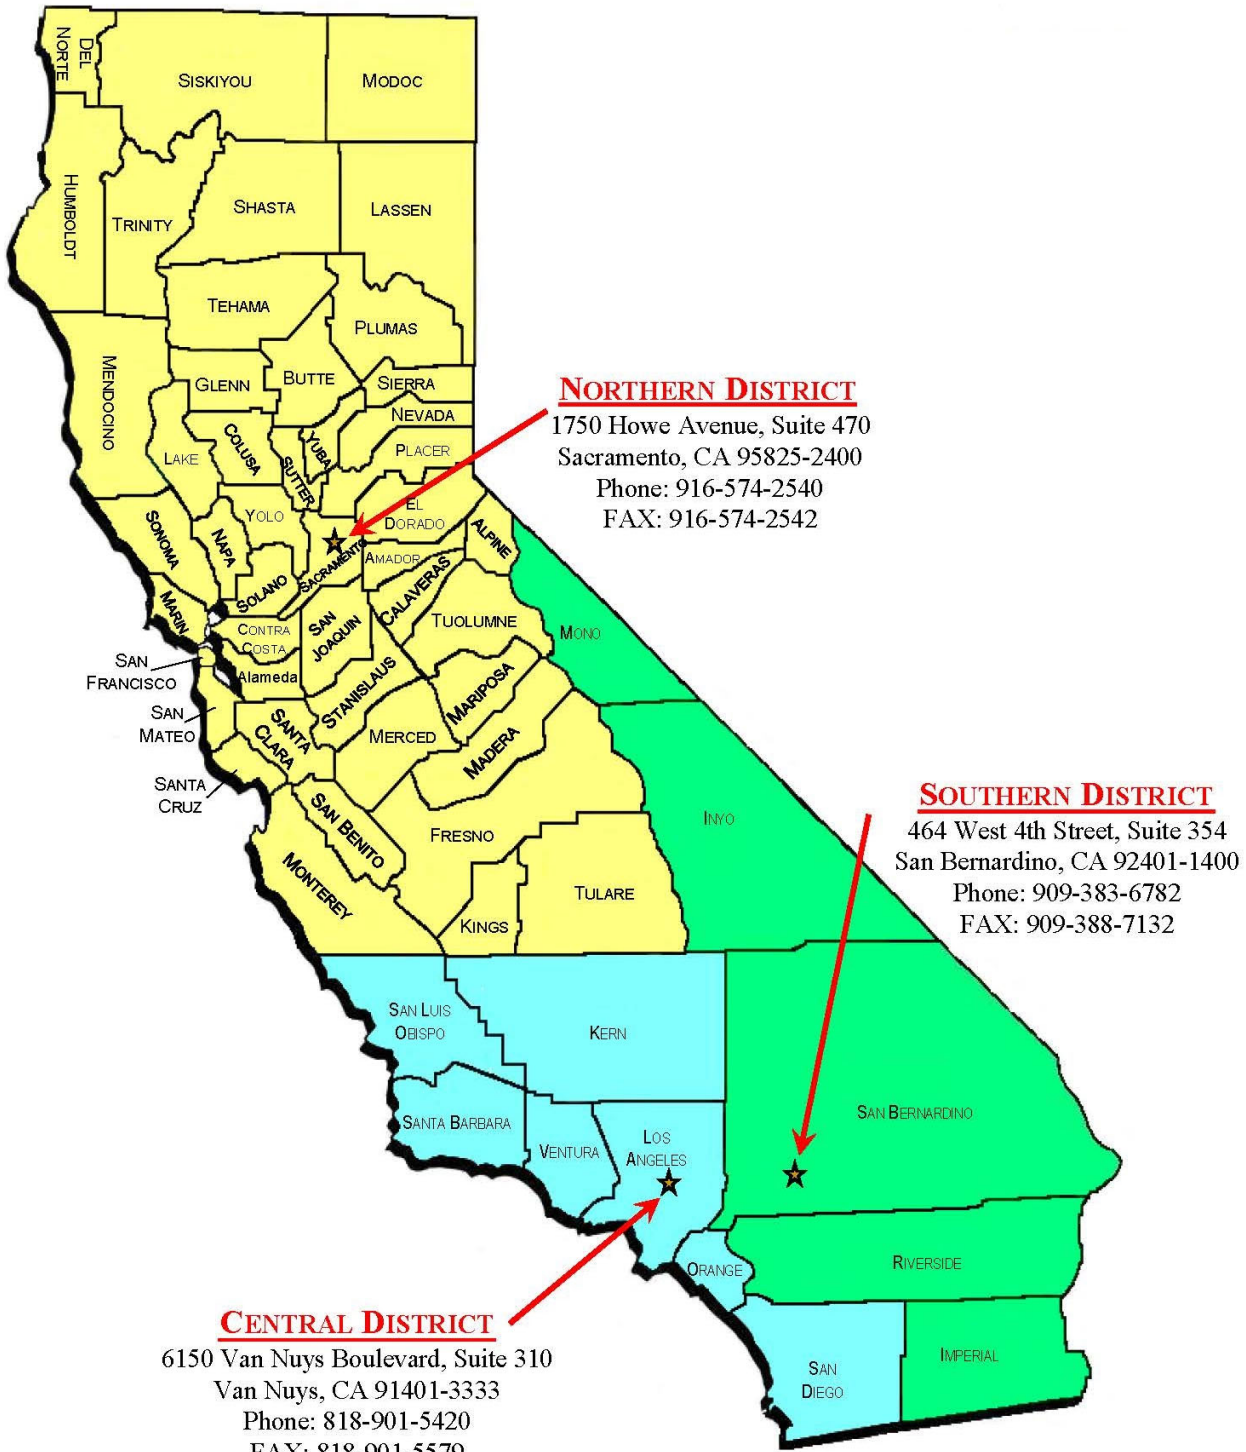 DEL
NORTE
SISKIYOU
MODOC
HUMBOLDT
TRINITY
SHASTA
LASSEN
TEHAMA
PLUMAS
MENDOCINO
GLENN
BUTTE
SIERRA
NEVADA
PLACER
LAKE
COLUSA
SUTTER
YUBA
NORTHERN DISTRICT
1750 Howe Avenue, Suite 470
Sacramento, CA 95825-2400
Phone: 916-574-2540
FAX: 916-574-2542
SONOMA
NAPA
YOLO
EL
DORADO
ALPINE
SOLANO
SACRAMENTO
AMADOR
CALAVERAS
MARIN
CONTRA
COSTA
SAN
JOAQUIN
TUOLUMNE
MONO
SAN
FRANCISCO
Alameda
STANISLAUS
MARIPOSA
SAN
MATEO
SANTA
CLARA
MERCED
MADERA
SANTA
CRUZ
SAN BENITO
FRESNO
INYO
SOUTHERN DISTRICT
464 West 4th Street, Suite 354
San Bernardino, CA 92401-1400
Phone: 909-383-6782
FAX: 909-388-7132
MONTEREY
KINGS
TULARE
SAN LUIS
OBISPO
KERN
SANTA BARBARA
VENTURA
LOS
ANGELES
SAN BERNARDINO
ORANGE
RIVERSIDE
SAN
DIEGO
IMPERIAL
CENTRAL DISTRICT
6150 Van Nuys Boulevard, Suite 310
Van Nuys, CA 91401-3333
Phone: 818-901-5420
FAX: 818-901-5579